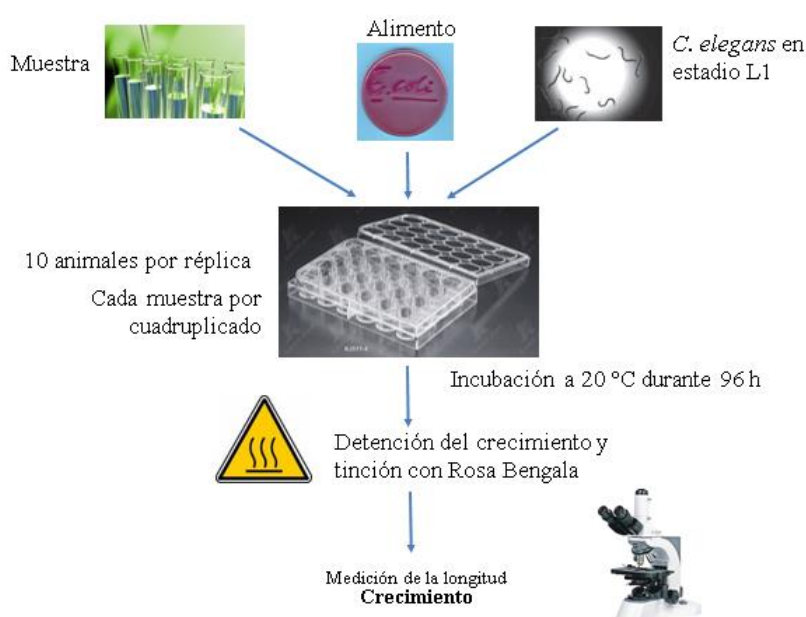 Muestra
Alimento
E. coli
C. elegans en
estadio L1
10 animales por réplica
Cada muestra por
cuadruplicado
Incubación a 20 °C durante 96 h
Detención del crecimiento y
tinción con Rosa Bengala
Medición de la longitud
Crecimiento